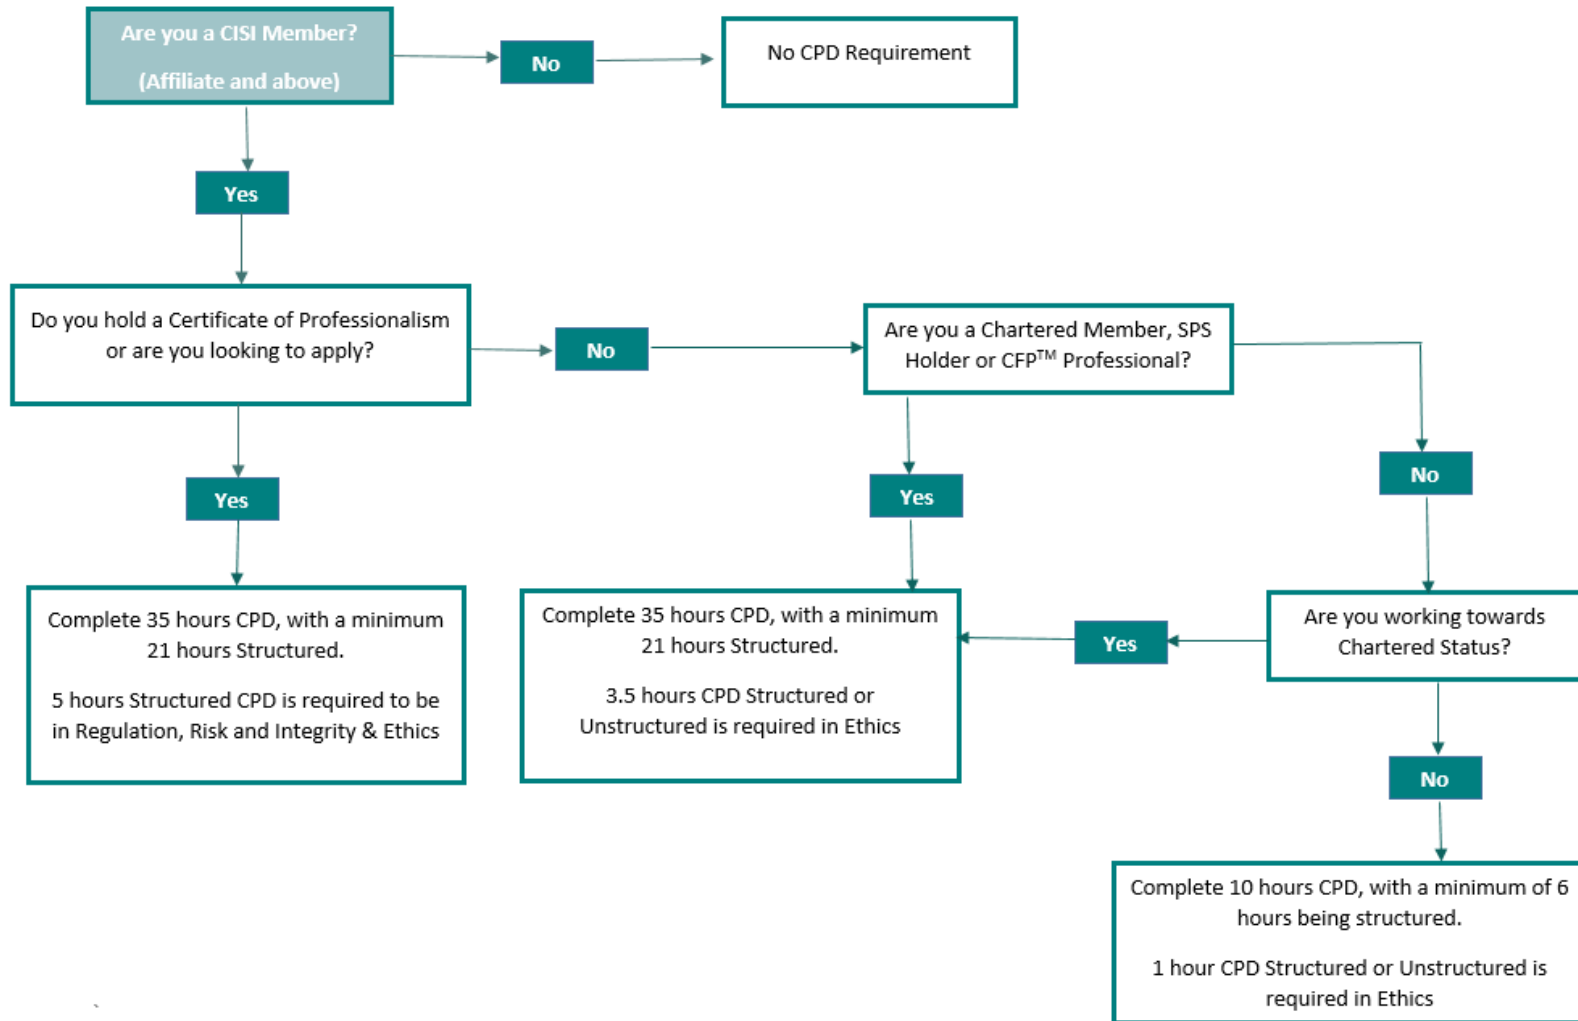 Are you a CISI Member?
(Affiliate and above)
No
No CPD Requirement
Yes
Do you hold a Certificate of Professionalism
or are you looking to apply?
No
Are you a Chartered Member, SPS
Holder or CFP™ Professional?
Yes
Yes
No
Complete 35 hours CPD, with a minimum
21 hours Structured.
5 hours Structured CPD is required to be
in Regulation, Risk and Integrity & Ethics
Complete 35 hours CPD, with a minimum
21 hours Structured.
3.5 hours CPD Structured or
Unstructured is required in Ethics
Yes
Are you working towards
Chartered Status?
No
Complete 10 hours CPD, with a minimum of 6
hours being structured.
1 hour CPD Structured or Unstructured is
required in Ethics
`